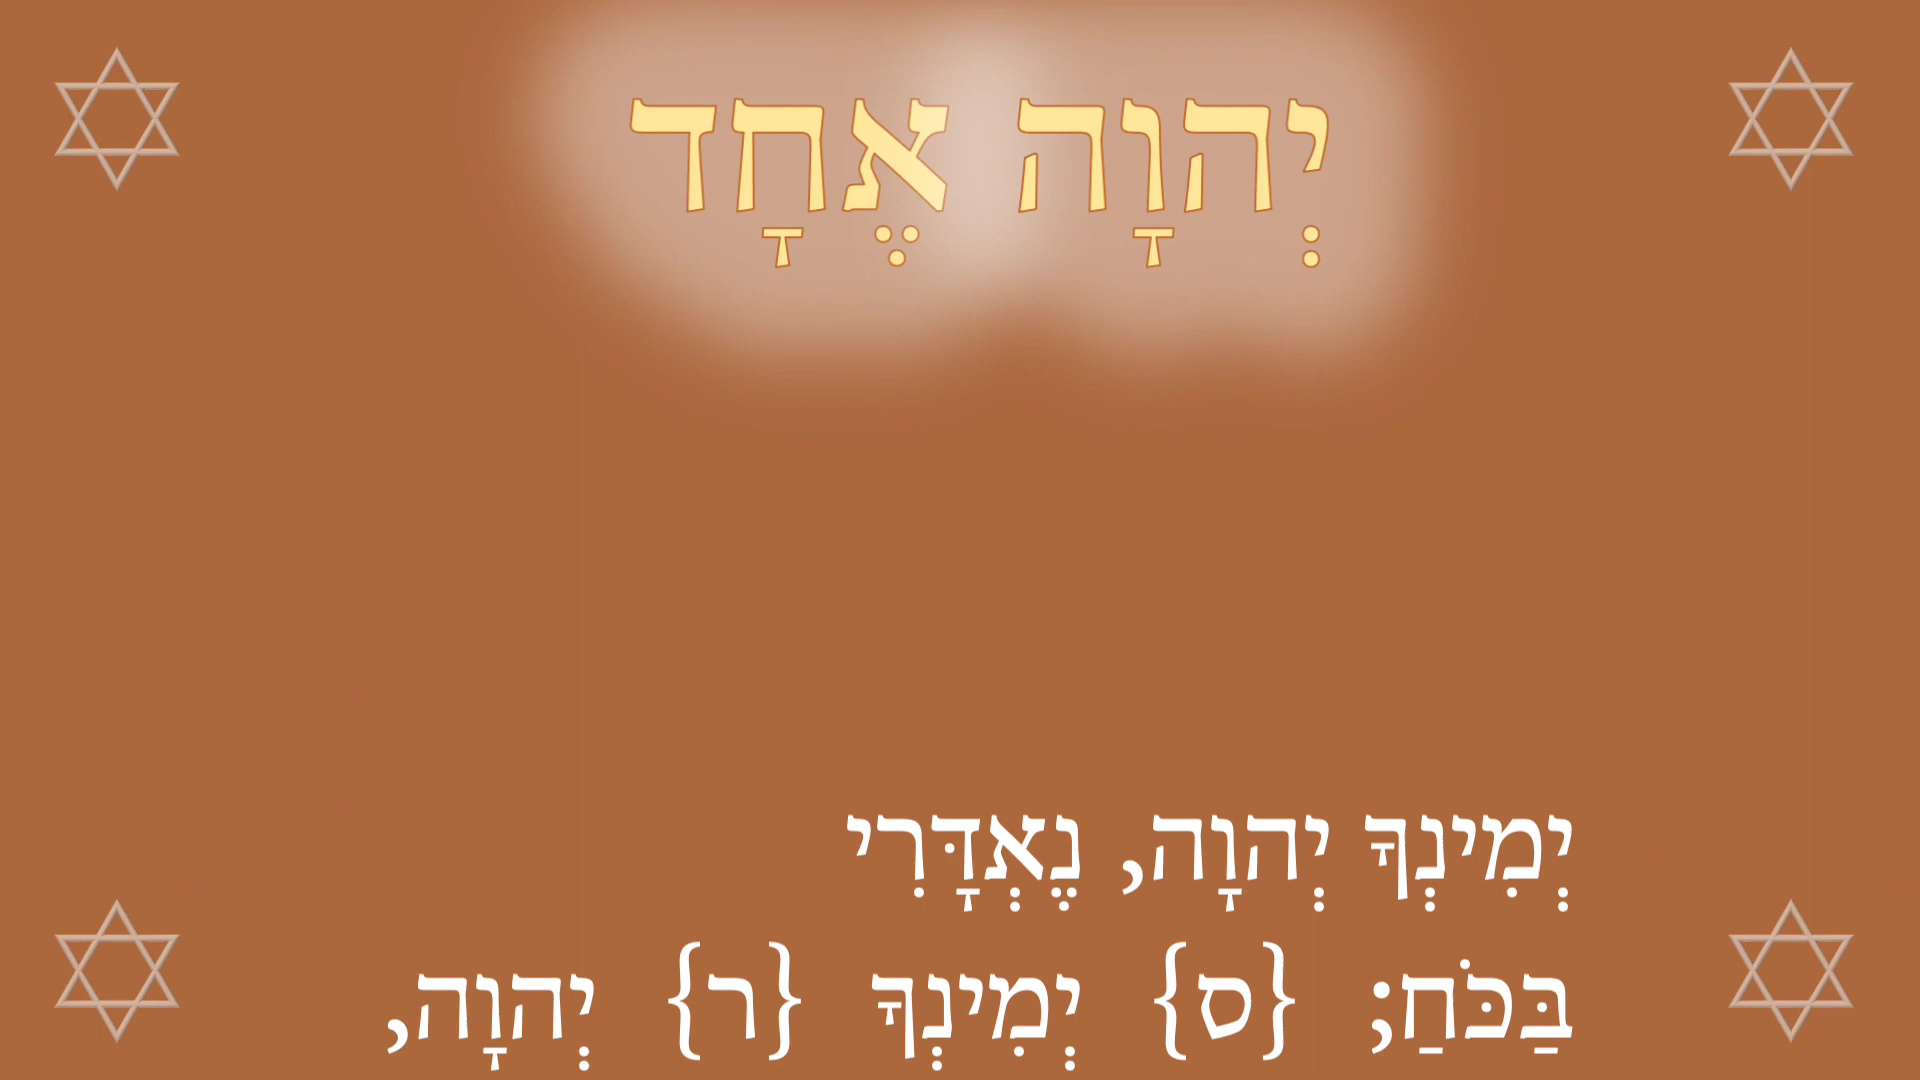 יְהוָה אֶחָד
יְמִינְךָ יְהוָה, נֶאְדָּרִי
בַּכֹּחַ; {ס} יְמִינְךָ {ר} יְהוָה,